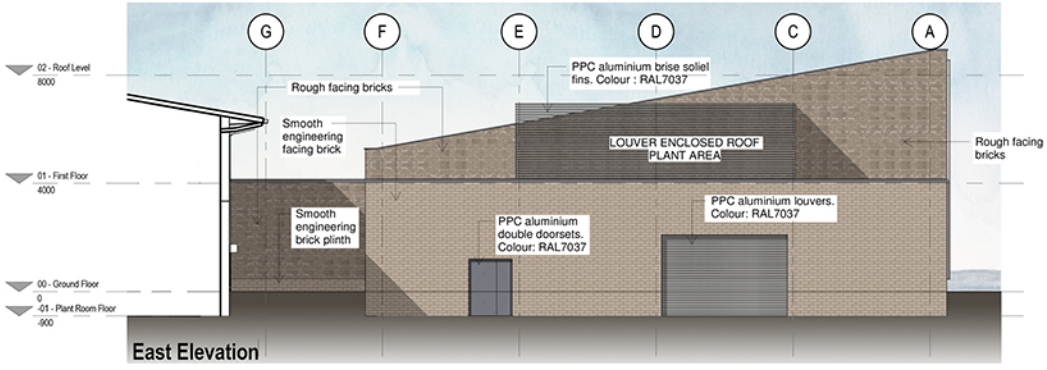 G F E D C A
02 - Roof Level
8000
PPC aluminium brise soliel
fins. Colour : RAL7037
Rough facing bricks
Smooth
engineering
facing brick
LOUVER ENCLOSED ROOF
PLANT AREA
Rough facing
bricks
01 - First Floor
4000
PPC aluminium louvers.
Colour: RAL7037
Smooth
engineering
brick plinth
PPC aluminium
double doorsets.
Colour: RAL7037
00 - Ground Floor
0
-01 - Plant Room Floor
-900
East Elevation